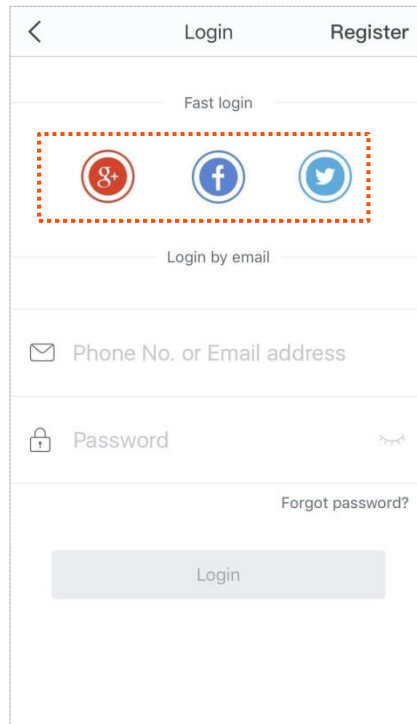 Login Register
Fast login
g+ f
Login by email
Phone No. or Email address
Password
Forgot password?
Login